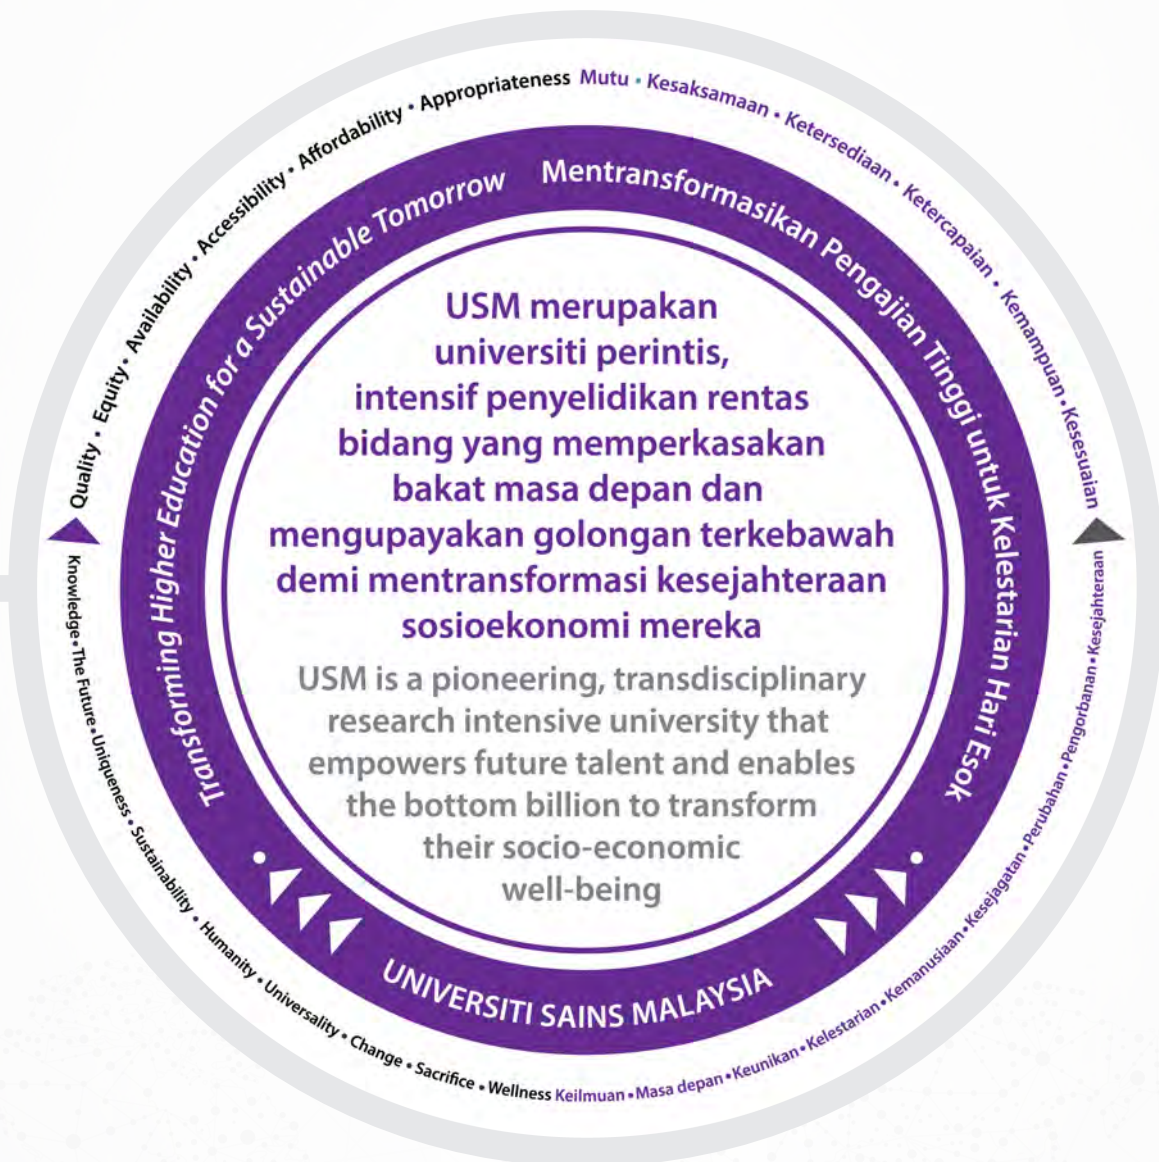 Quality • Equity • Availability • Accessibility • Affordability • Appropriateness
Mutu • Kesaksamaan • Ketersediaan • Ketercapaian • Kemampuan • Kesesuaian
Transforming Higher Education for a Sustainable Tomorrow
Mentransformasikan Pengajian Tinggi untuk Kelestarian Hari Esok
USM merupakan
universiti perintis,
intensif penyelidikan rentas
bidang yang memperkasakan
bakat masa depan dan
mengupayakan golongan terkebawah
demi mentransformasi kesejahteraan
sosioekonomi mereka
USM is a pioneering, transdisciplinary
research intensive university that
empowers future talent and enables
the bottom billion to transform
their socio-economic
well-being
UNIVERSITI SAINS MALAYSIA
Knowledge • The Future • Uniqueness • Sustainability • Humanity • Universality • Change • Sacrifice • Wellness
Keilmuan • Masa depan • Keunikan • Kelestarian • Kemanusiaan • Kesejagatan • Perubahan • Pengorbanan • Kesejahteraan